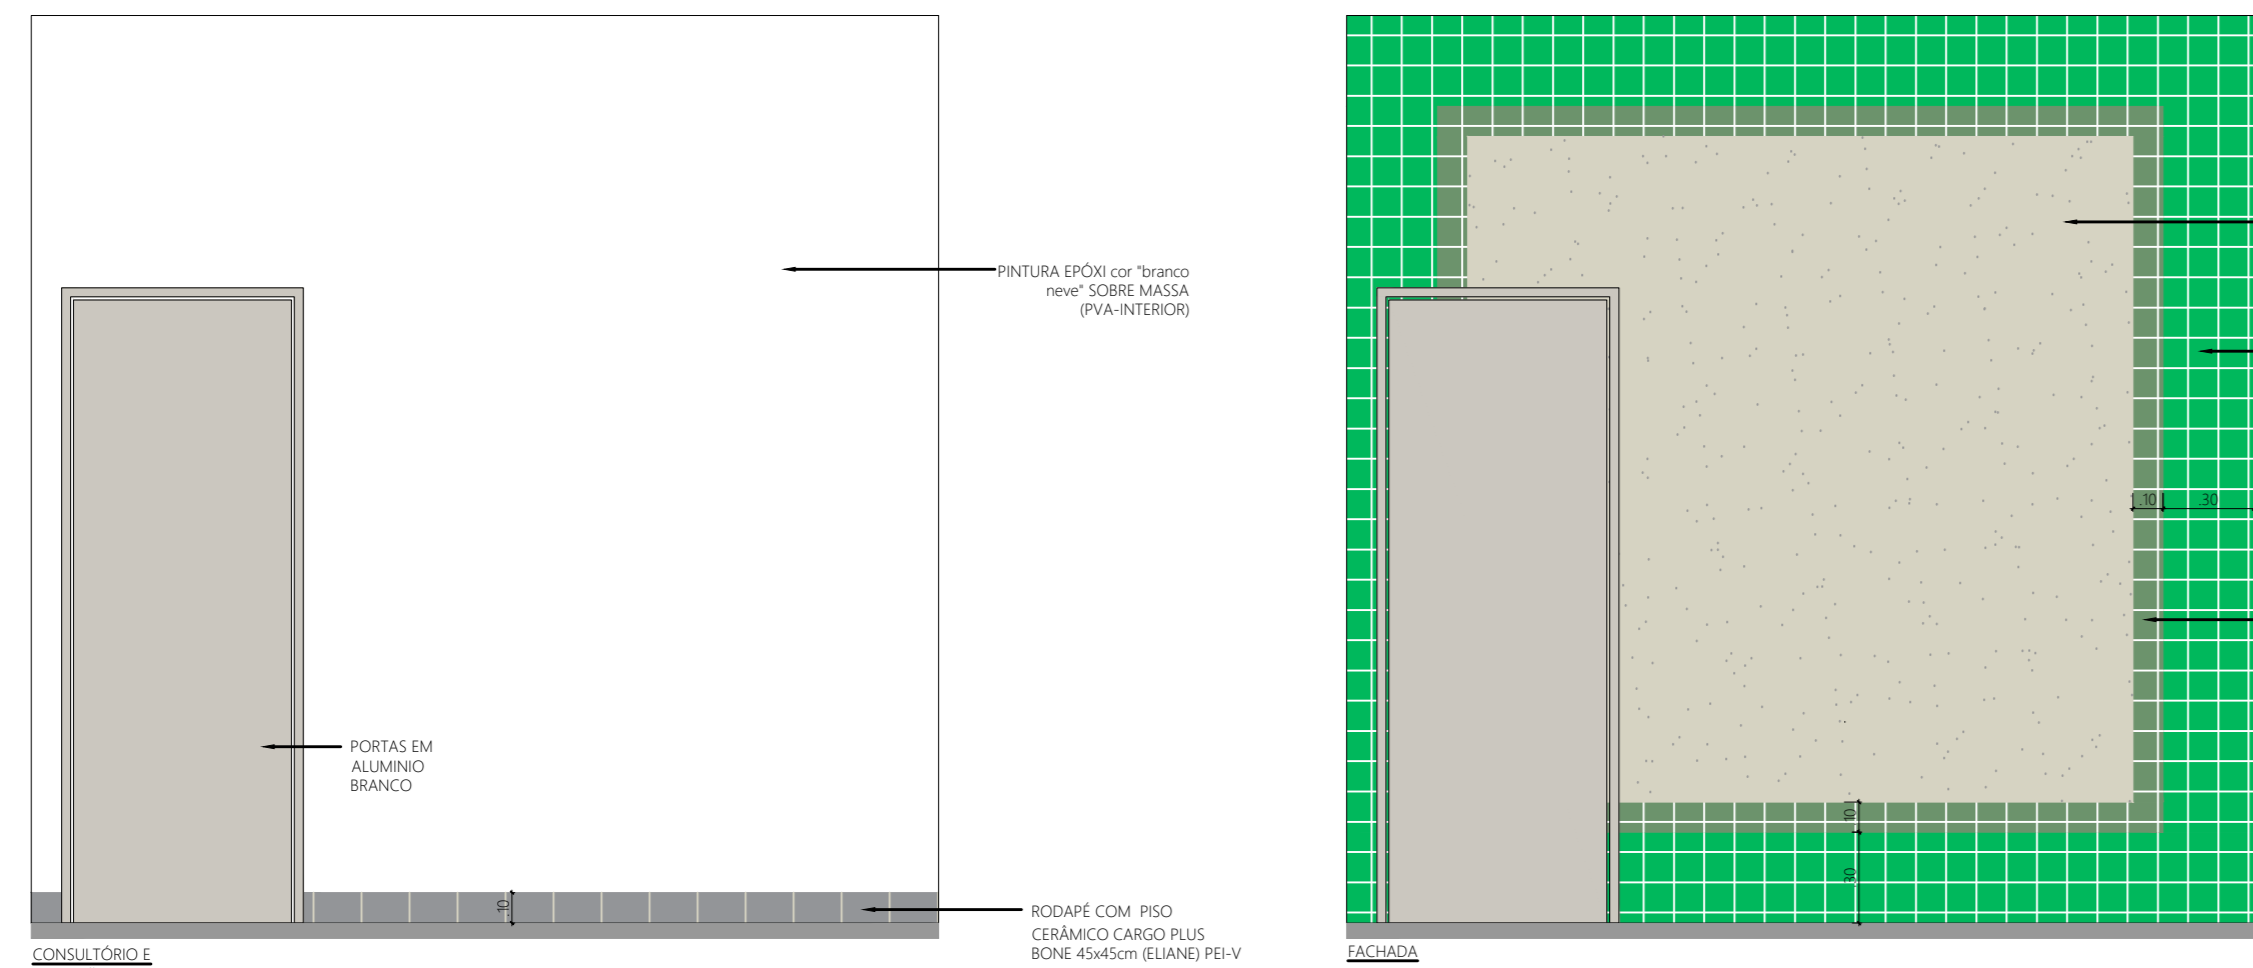 PINTURA EPÓXI cor "branco
neve" SOBRE MASSA
(PVA-INTERIOR)
PORTAS EM
ALUMINIO
BRANCO
.10
RODAPÉ COM PISO
CERÂMICO CARGO PLUS
BONE 45x45cm (ELIANE) PEI-V
CONSULTÓRIO E
.10
.30
.10
.30
FACHADA